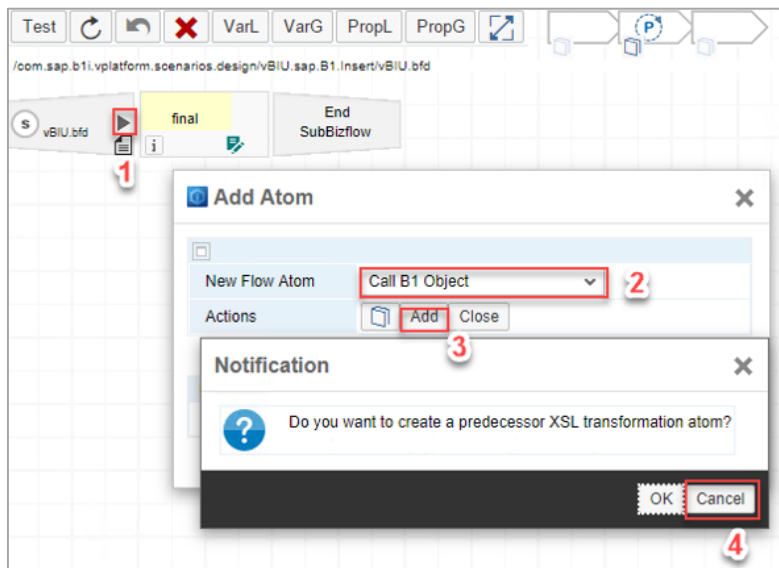 Test VarL VarG PropL PropG
P
/com.sap.b1i.vplatform.scenarios.design/vBIU.sap.B1.Insert/vBIU.bfd
S vBIU.bfd
final
i
End
SubBizflow
1
Add Atom
New Flow Atom Call B1 Object 2
Actions Add Close
3
Notification
?
Do you want to create a predecessor XSL transformation atom?
OK Cancel
4